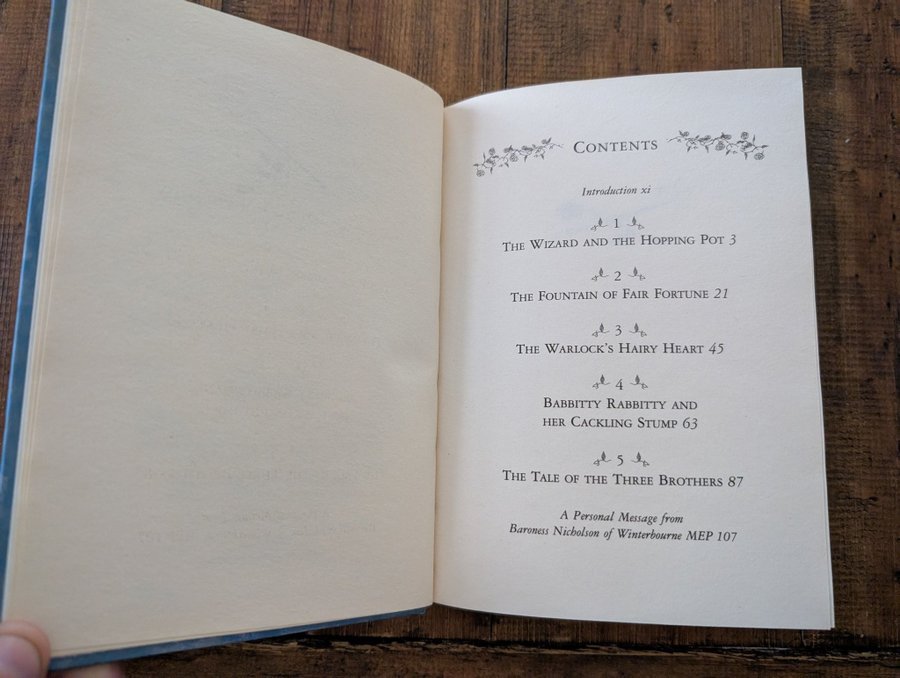 CONTENTS
Introduction xi
1
THE WIZARD AND THE HOPPING POT 3
2
THE FOUNTAIN OF FAIR FORTUNE 21
3
THE WARLOCK'S HAIRY HEART 45
4
BABBITTY RABBITTY AND
HER CACKLING STUMP 63
5
THE TALE OF THE THREE BROTHERS 87
A Personal Message from
Baroness Nicholson of Winterbourne MEP 107